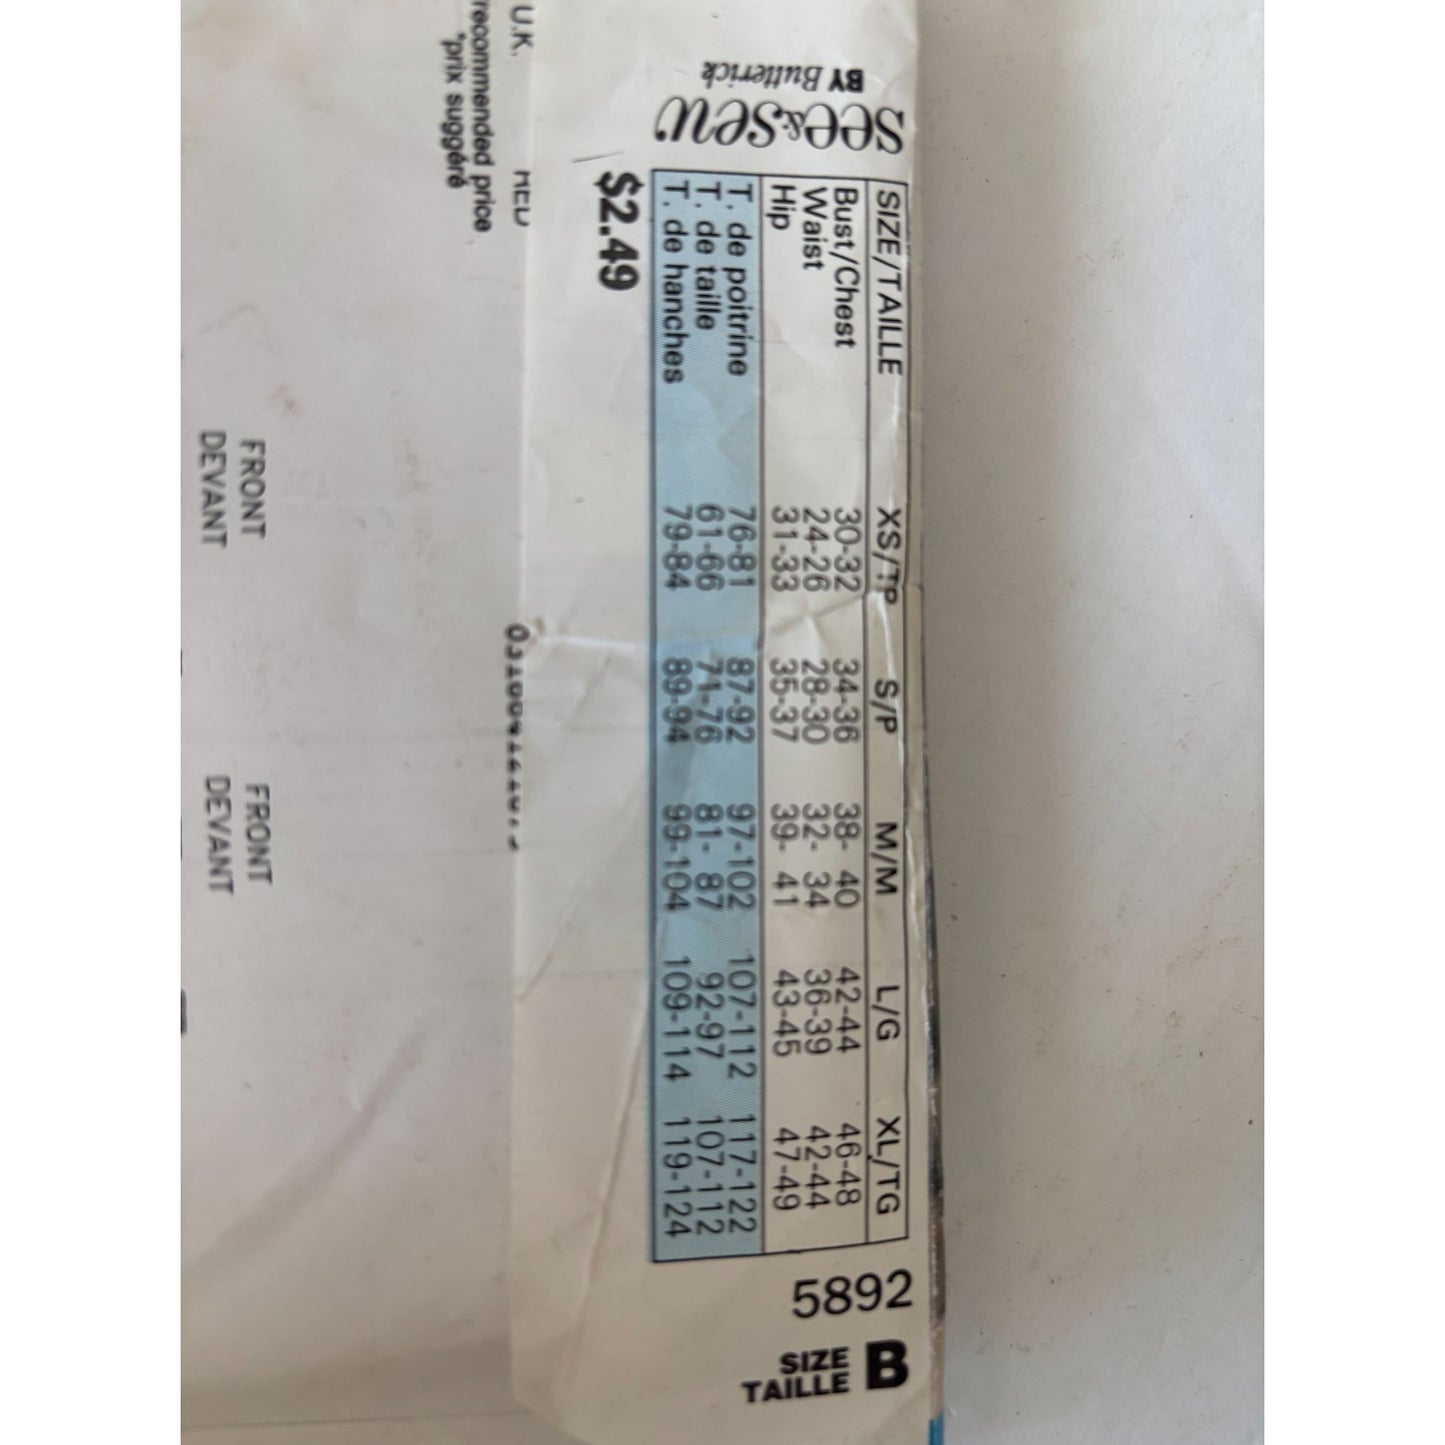 see&sew
BY Butterick
SIZE/TAILLE XS/TP S/P M/M L/G XL/TG
Bust/Chest 30-32 34-36 38- 40 42-44 46-48
Waist 24-26 28-30 32- 34 36-39 42-44
Hip 31-33 35-37 39- 41 43-45 47-49
T. de poitrine 76-81 87-92 97-102 107-112 117-122
T. de taille 61-66 71-76 81- 87 92-97 107-112
T. de hanches 79-84 89-94 99-104 109-114 119-124
$2.49
5892
SIZE
TAILLE
B
U.K.
recommended price
*prix suggéré
FRONT
DEVANT
FRONT
DEVANT